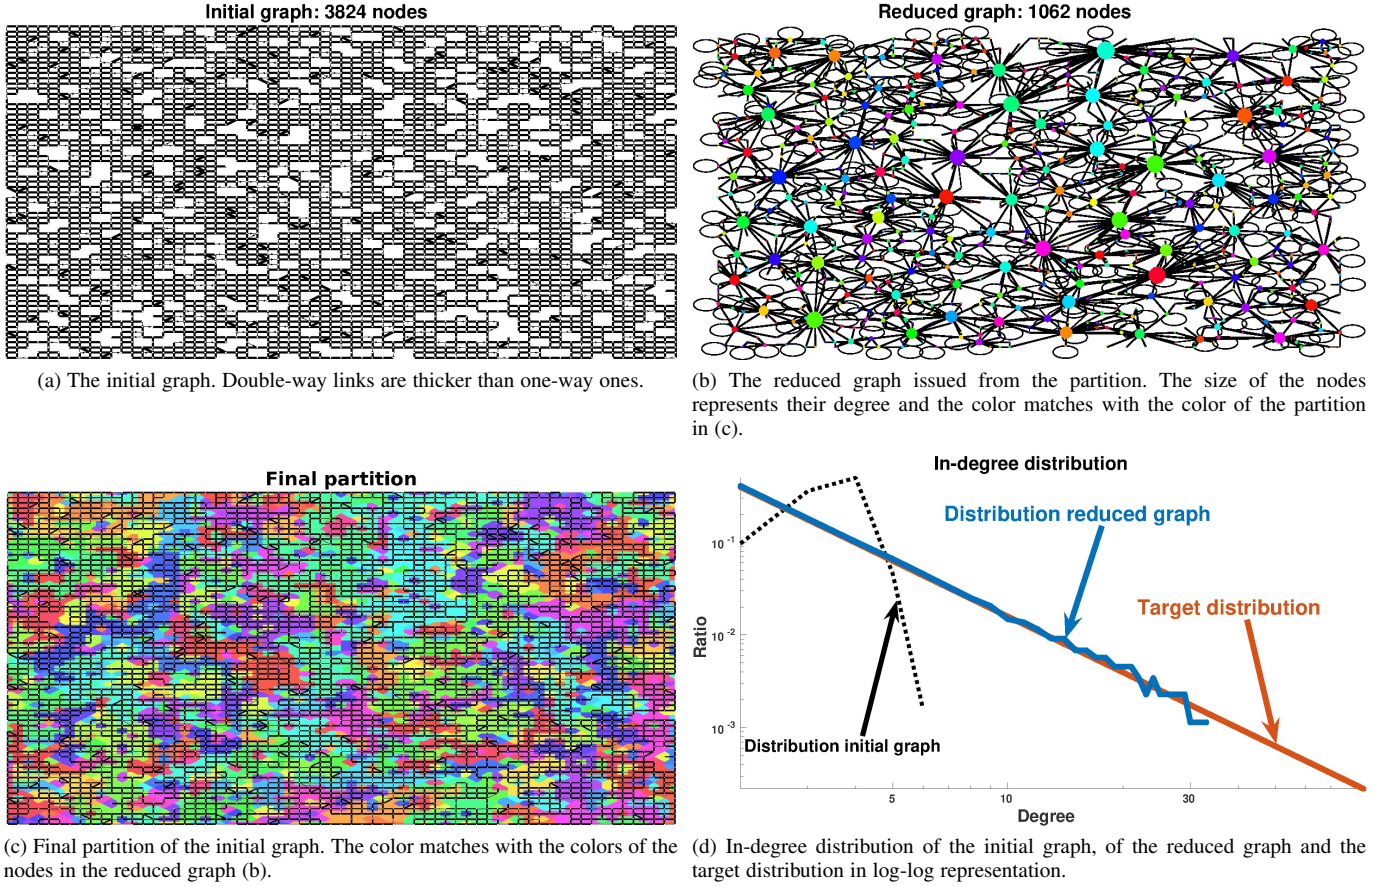 Initial graph: 3824 nodes
(a) The initial graph. Double-way links are thicker than one-way ones.
Reduced graph: 1062 nodes
(b) The reduced graph issued from the partition. The size of the nodes
represents their degree and the color matches with the color of the partition
in (c).
Final partition
(c) Final partition of the initial graph. The color matches with the colors of the
nodes in the reduced graph (b).
In-degree distribution
Distribution reduced graph
Target distribution
Distribution initial graph
Ratio
10⁻¹
10⁻²
10⁻³
5
10
30
Degree
(d) In-degree distribution of the initial graph, of the reduced graph and the
target distribution in log-log representation.